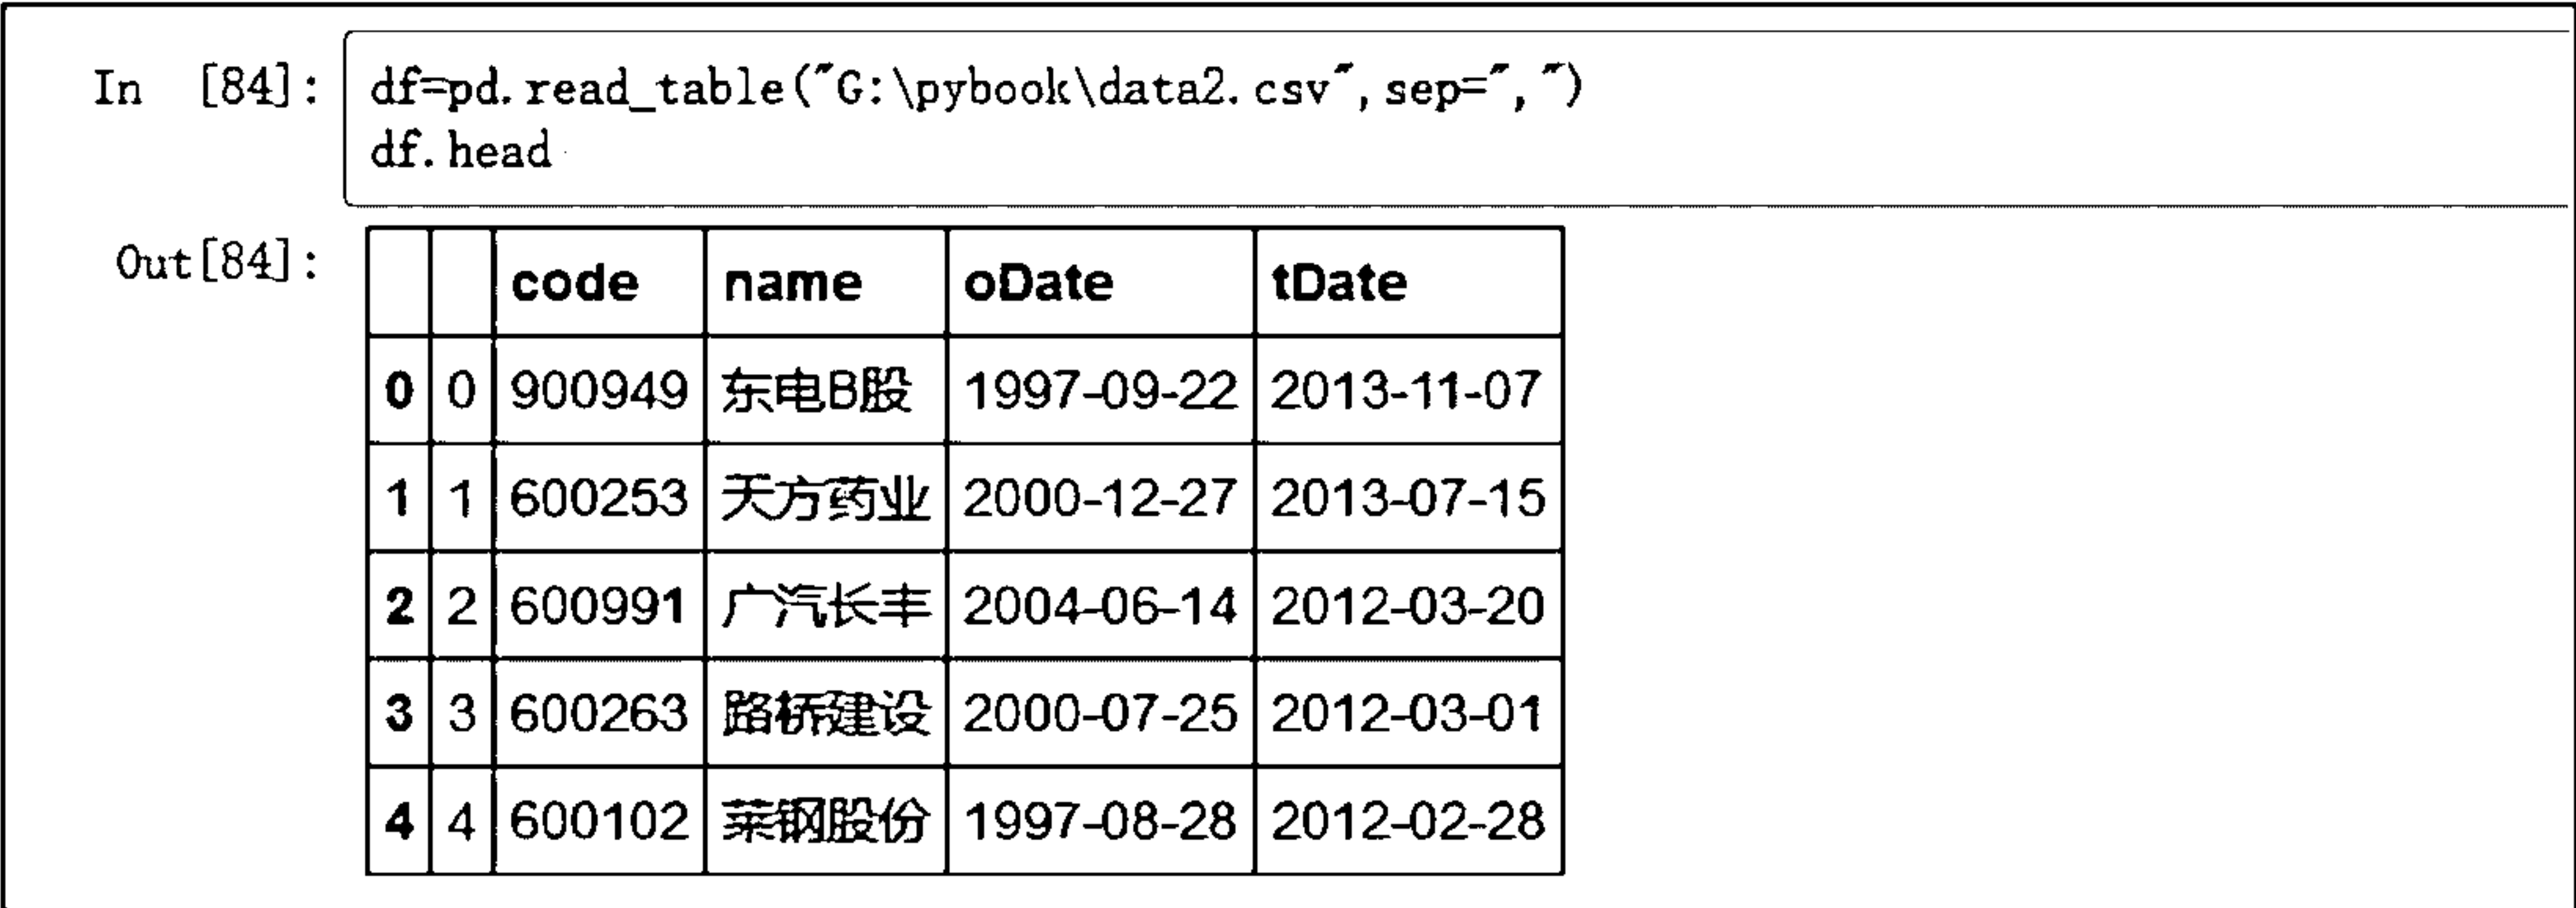 In [84]: df=pd.read_table("G:\pybook\data2.csv",sep=",")
df.head
Out[84]:
code name oDate tDate
0 0 900949 东电B股 1997-09-22 2013-11-07
1 1 600253 天方药业 2000-12-27 2013-07-15
2 2 600991 广汽长丰 2004-06-14 2012-03-20
3 3 600263 路桥建设 2000-07-25 2012-03-01
4 4 600102 莱钢股份 1997-08-28 2012-02-28